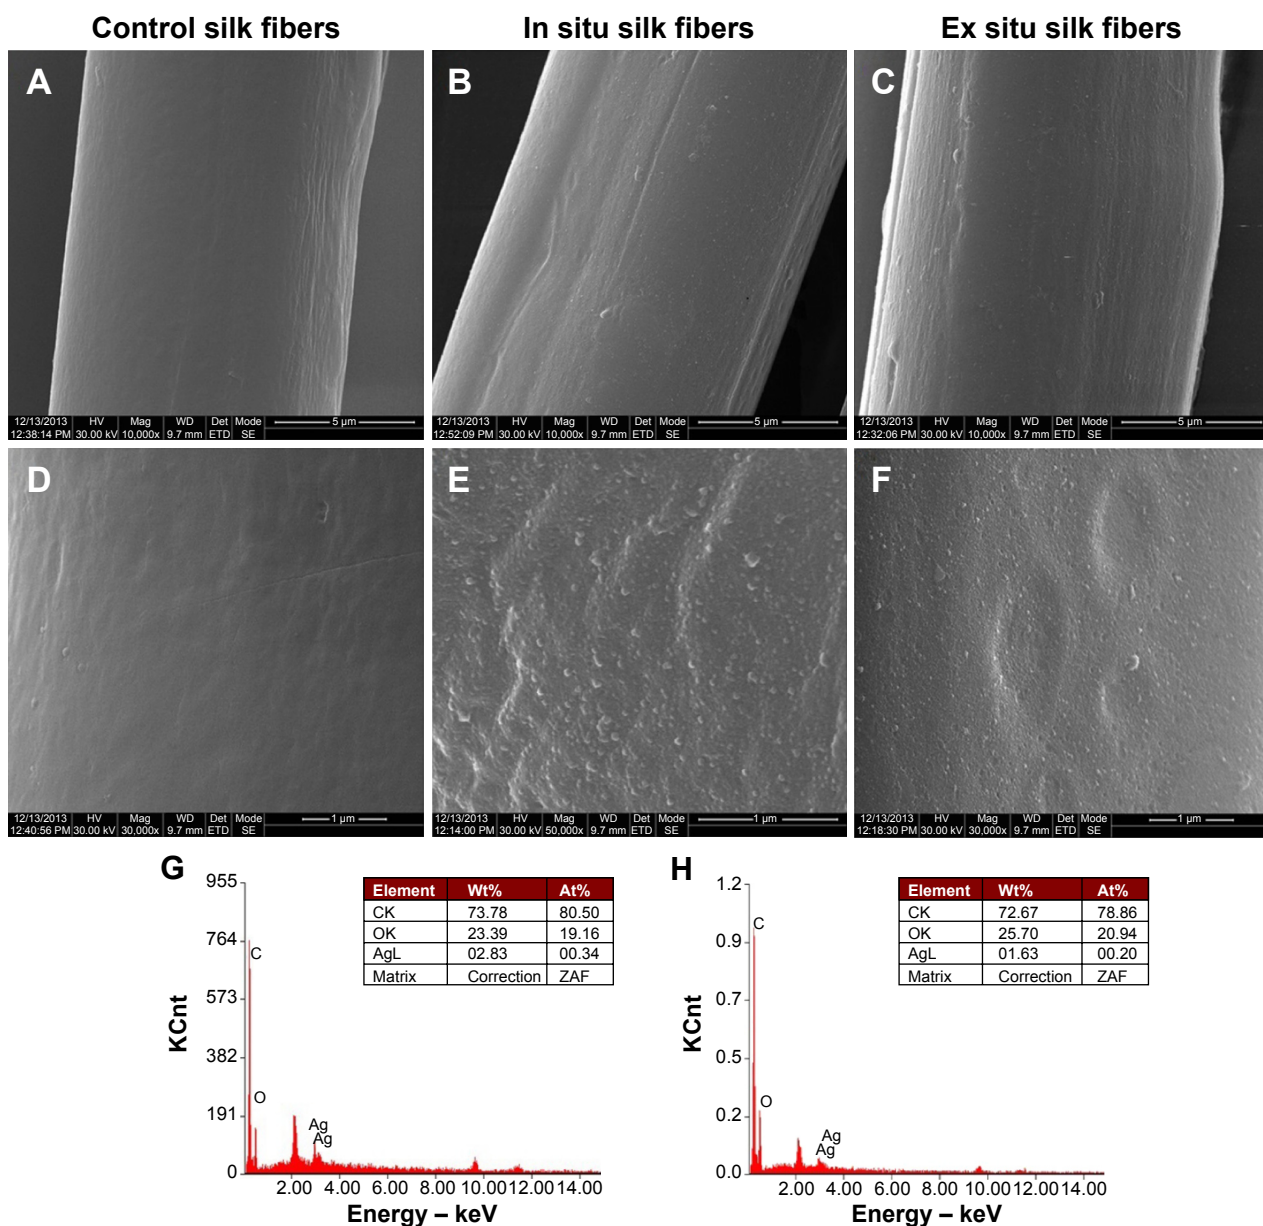 Control silk fibers
In situ silk fibers
Ex situ silk fibers
A
B
C
12/13/2013 HV Mag WD Det Mode
12:38:14 PM 30.00 kV 10,000x 9.7 mm ETD SE
5 µm
12/13/2013 HV Mag WD Det Mode
12:52:09 PM 30.00 kV 10,000x 9.7 mm ETD SE
5 µm
12/13/2013 HV Mag WD Det Mode
12:32:06 PM 30.00 kV 10,000x 9.7 mm ETD SE
5 µm
D
E
F
12/13/2013 HV Mag WD Det Mode
12:40:56 PM 30.00 kV 30,000x 9.7 mm ETD SE
1 µm
12/13/2013 HV Mag WD Det Mode
12:14:00 PM 30.00 kV 50,000x 9.7 mm ETD SE
1 µm
12/13/2013 HV Mag WD Det Mode
12:18:30 PM 30.00 kV 30,000x 9.7 mm ETD SE
1 µm
G
955
764
573
382
191
0
KCnt
C
O
Ag
Ag
Element Wt% At%
CK 73.78 80.50
OK 23.39 19.16
AgL 02.83 00.34
Matrix Correction ZAF
2.00 4.00 6.00 8.00 10.00 12.00 14.00
Energy – keV
H
1.2
0.9
0.7
0.5
0.2
0.0
KCnt
C
O
Ag
Ag
Element Wt% At%
CK 72.67 78.86
OK 25.70 20.94
AgL 01.63 00.20
Matrix Correction ZAF
2.00 4.00 6.00 8.00 10.00 12.00 14.00
Energy – keV